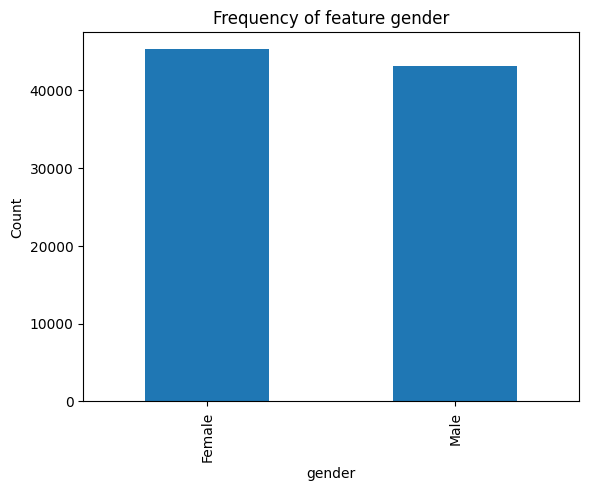 Frequency of feature gender
Count
40000
30000
20000
10000
0
Female
Male
gender